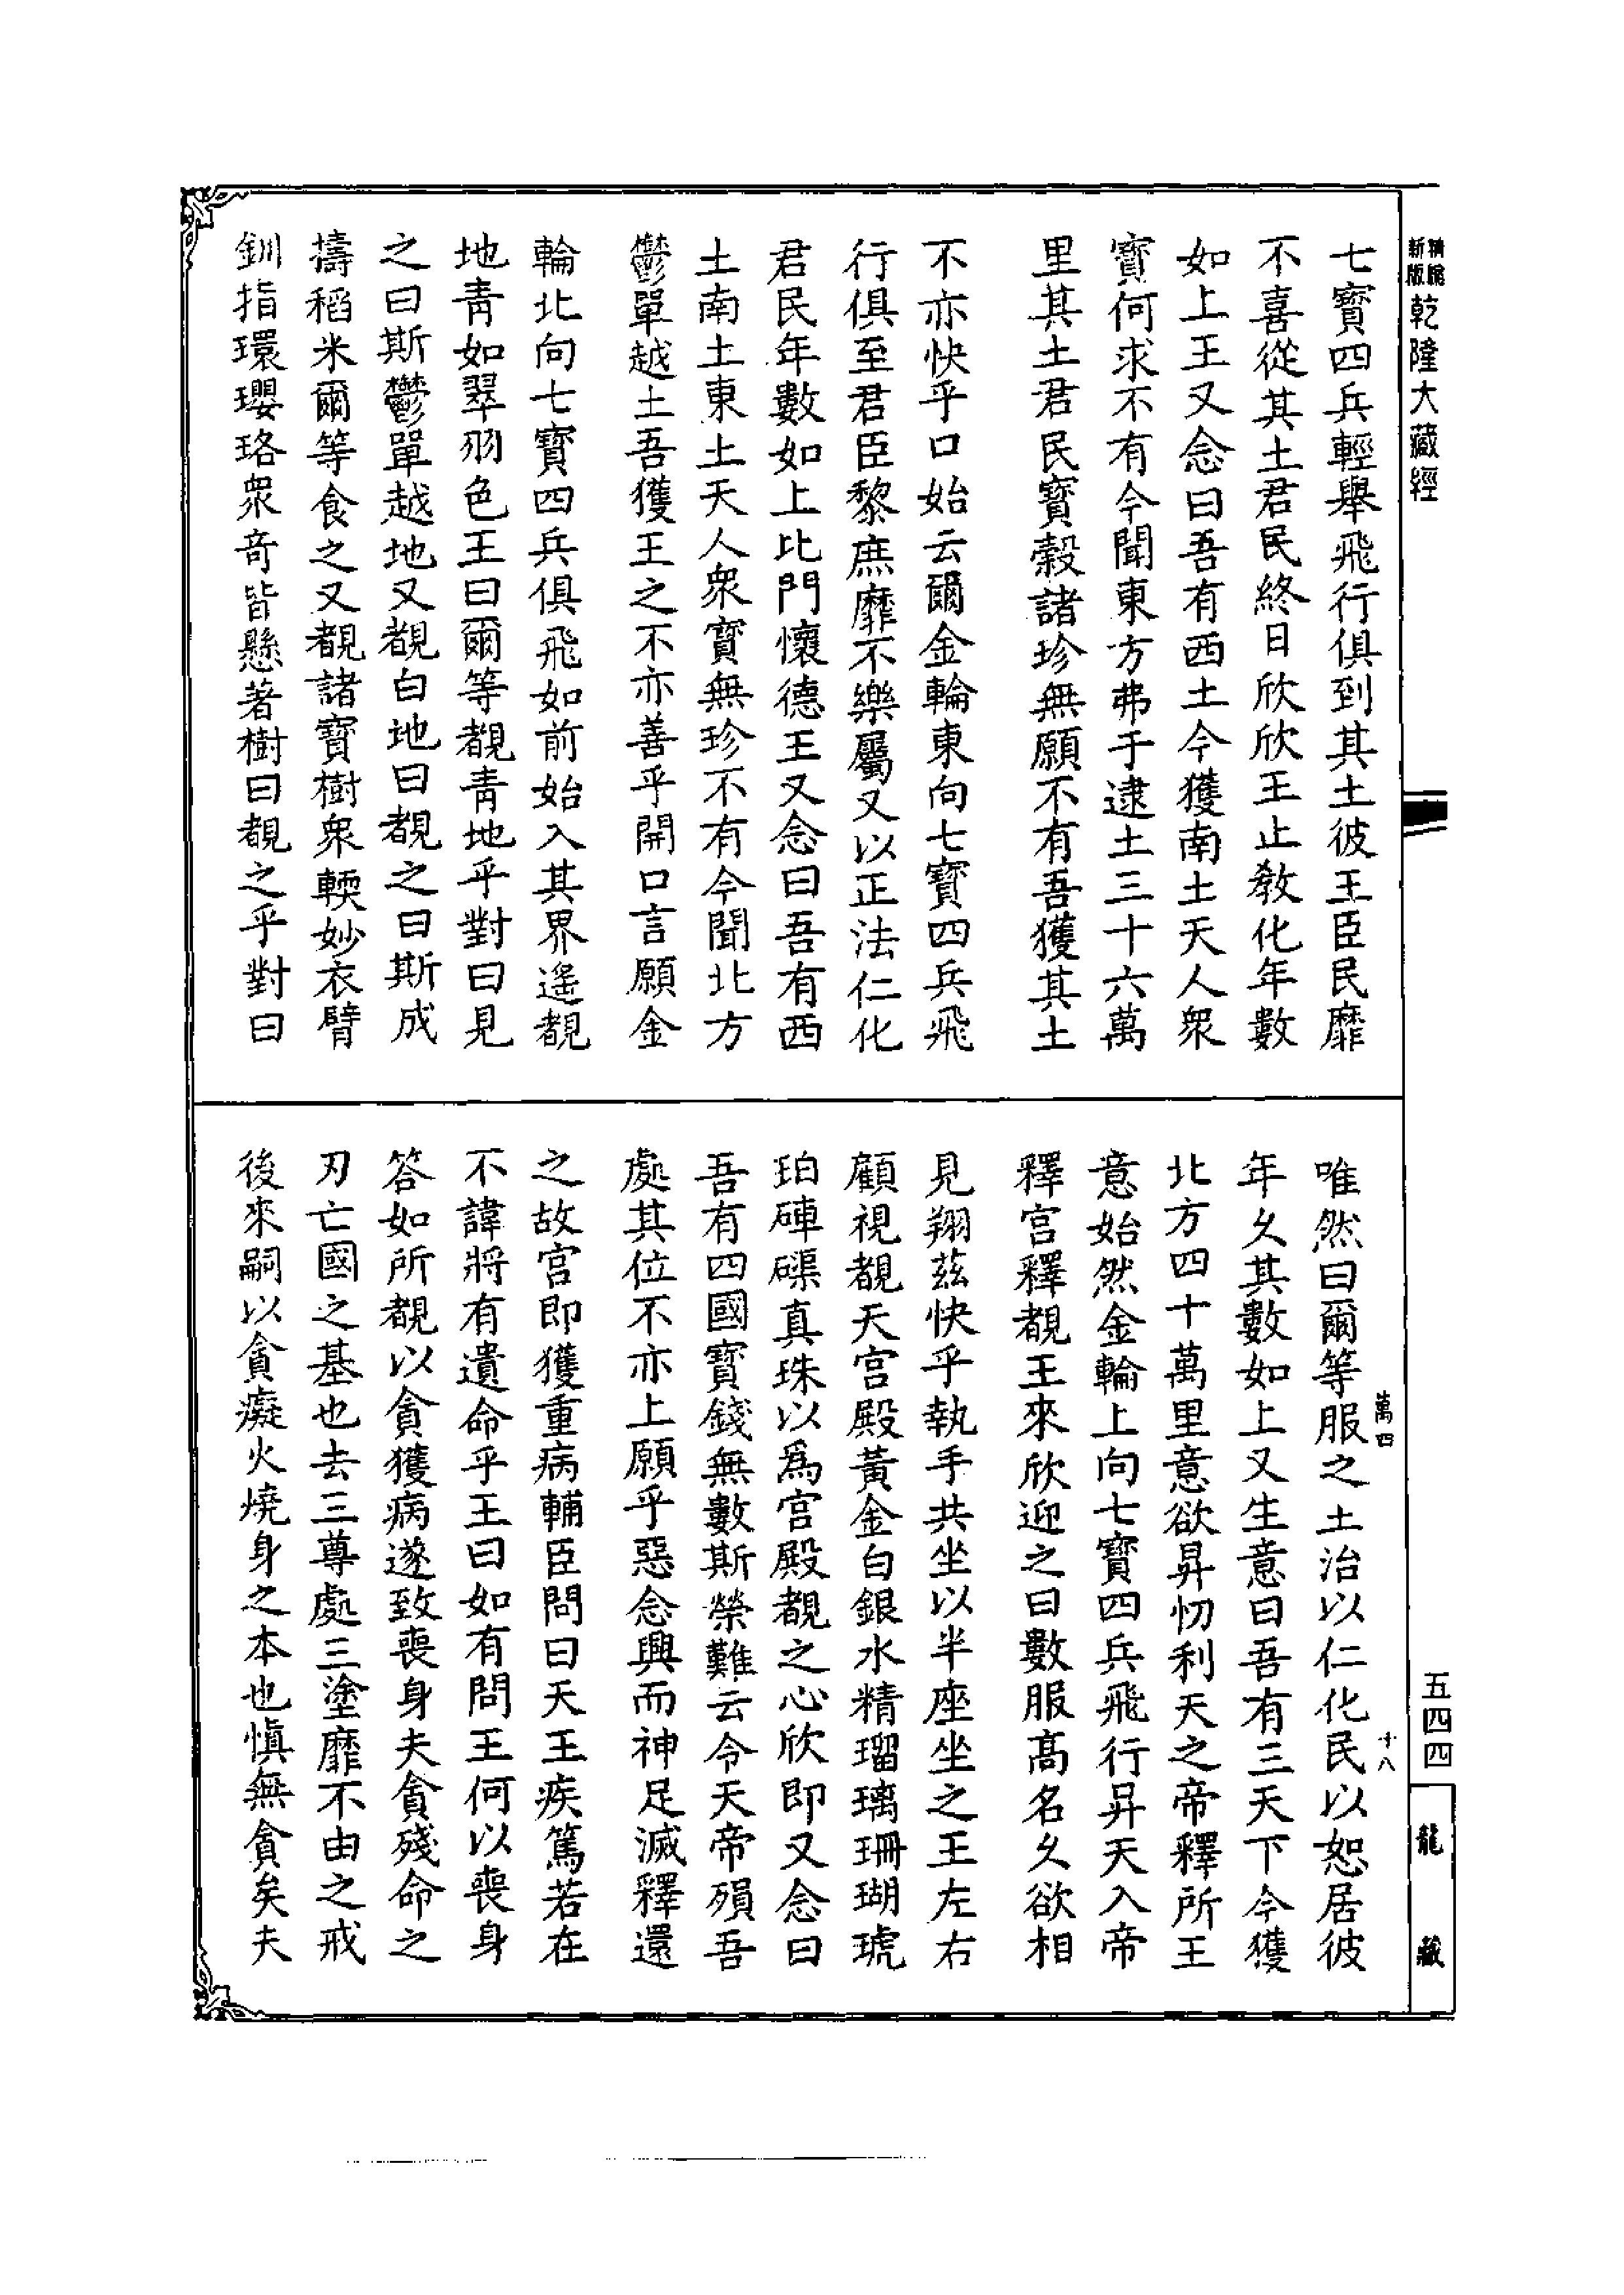 精縮
新版
乾隆大藏經
七寶四兵輕舉飛行俱到其土彼王臣民靡
不喜從其土君民終日欣欣王止教化年數
如上王又念曰吾有西土今獲南土天人衆
寶何求不有今聞東方弗于逮土三十六萬
里其土君民寶穀諸珍無願不有吾獲其土
不亦快乎口始云爾金輪東向七寶四兵飛
行俱至君臣黎庶靡不樂屬又以正法仁化
君民年數如上比門懷德王又念曰吾有西
土南土東土天人衆寶無珍不有今聞北方
鬱單越土吾獲王之不亦善乎開口言願金
輪北向七寶四兵俱飛如前始入其界遙覩
地青如翠羽色王曰爾等覩青地乎對曰見
之曰斯鬱單越地又覩白地曰覩之曰斯成
擣稻米爾等食之又覩諸寶樹衆輭妙衣臂
釧指環瓔珞衆奇皆懸著樹曰覩之乎對曰
唯然曰爾等服之土治以仁化民以恕居彼
年久其數如上又生意曰吾有三天下今獲
北方四十萬里意欲昇忉利天之帝釋所王
意始然金輪上向七寶四兵飛行昇天入帝
釋宮釋覩王來欣迎之曰數服高名久欲相
見翔茲快乎執手共坐以半座坐之王左右
顧視覩天宮殿黃金白銀水精瑠璃珊瑚琥
珀硨磲真珠以為宮殿覩之心欣即又念曰
吾有四國寶錢無數斯榮難云令天帝殞吾
處其位不亦上願乎惡念興而神足滅釋還
之故宮即獲重病輔臣問曰天王疾篤若在
不諱將有遺命乎王曰如有問王何以喪身
答如所覩以貪獲病遂致喪身夫貪殘命之
刃亡國之基也去三尊處三塗靡不由之戒
後來嗣以貪癡火燒身之本也慎無貪矣夫
萬四
十八
五四四
龍藏